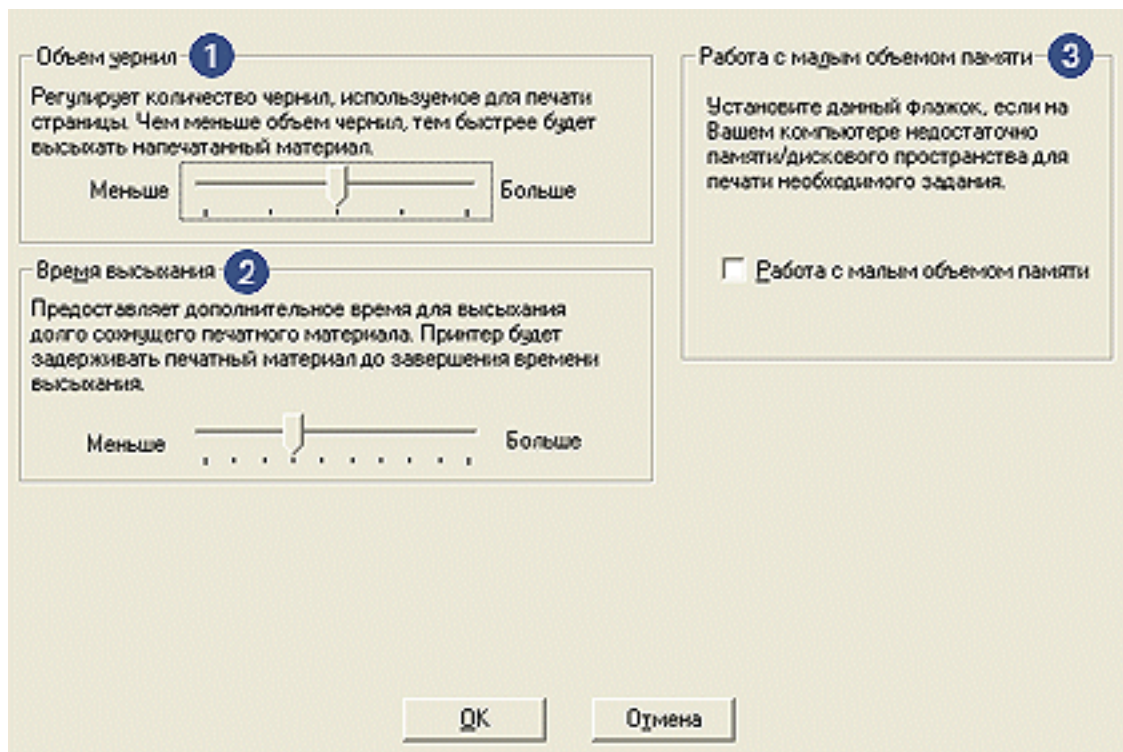 Объем чернил 1
Регулирует количество чернил, используемое для печати
страницы. Чем меньше объем чернил, тем быстрее будет
высыхать напечатанный материал.
Меньше
Больше
Время высыхания 2
Предоставляет дополнительное время для высыхания
долго сохнущего печатного материала. Принтер будет
задерживать печатный материал до завершения времени
высыхания.
Меньше
Больше
Работа с малым объемом памяти 3
Установите данный флажок, если на
Вашем компьютере недостаточно
памяти/дискового пространства для
печати необходимого задания.
Работа с малым объемом памяти
OK
Отмена